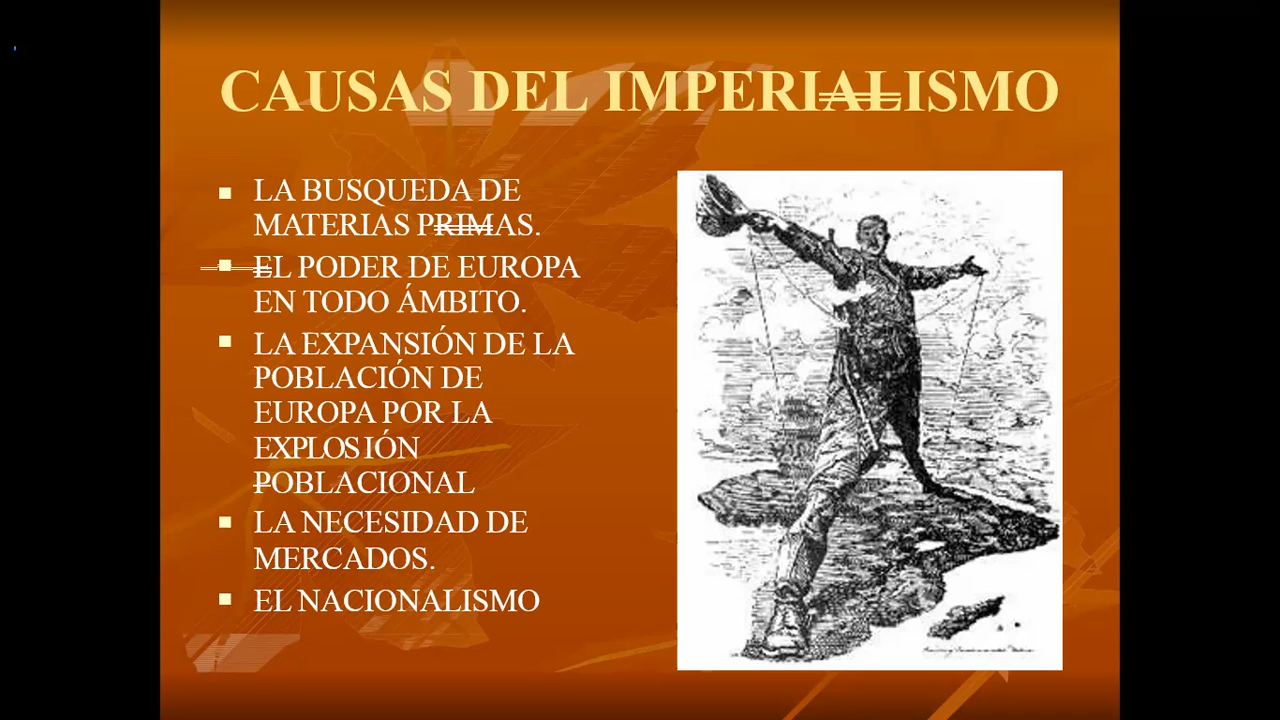 CAUSAS DEL IMPERIALISMO
LA BUSQUEDA DE
MATERIAS PRIMAS.
EL PODER DE EUROPA
EN TODO ÁMBITO.
LA EXPANSIÓN DE LA
POBLACIÓN DE
EUROPA POR LA
EXPLOSIÓN
POBLACIONAL
LA NECESIDAD DE
MERCADOS.
EL NACIONALISMO